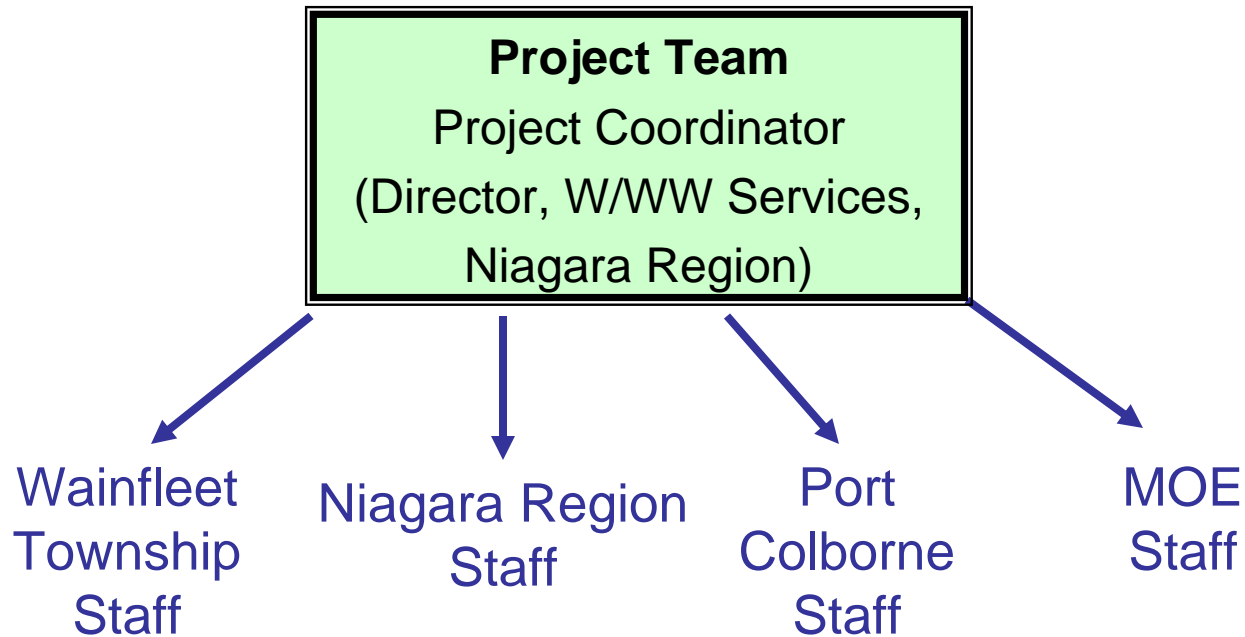 Project Team
Project Coordinator
(Director, W/WW Services,
Niagara Region)
Wainfleet
Township
Staff
Niagara Region
Staff
Port
Colborne
Staff
MOE
Staff